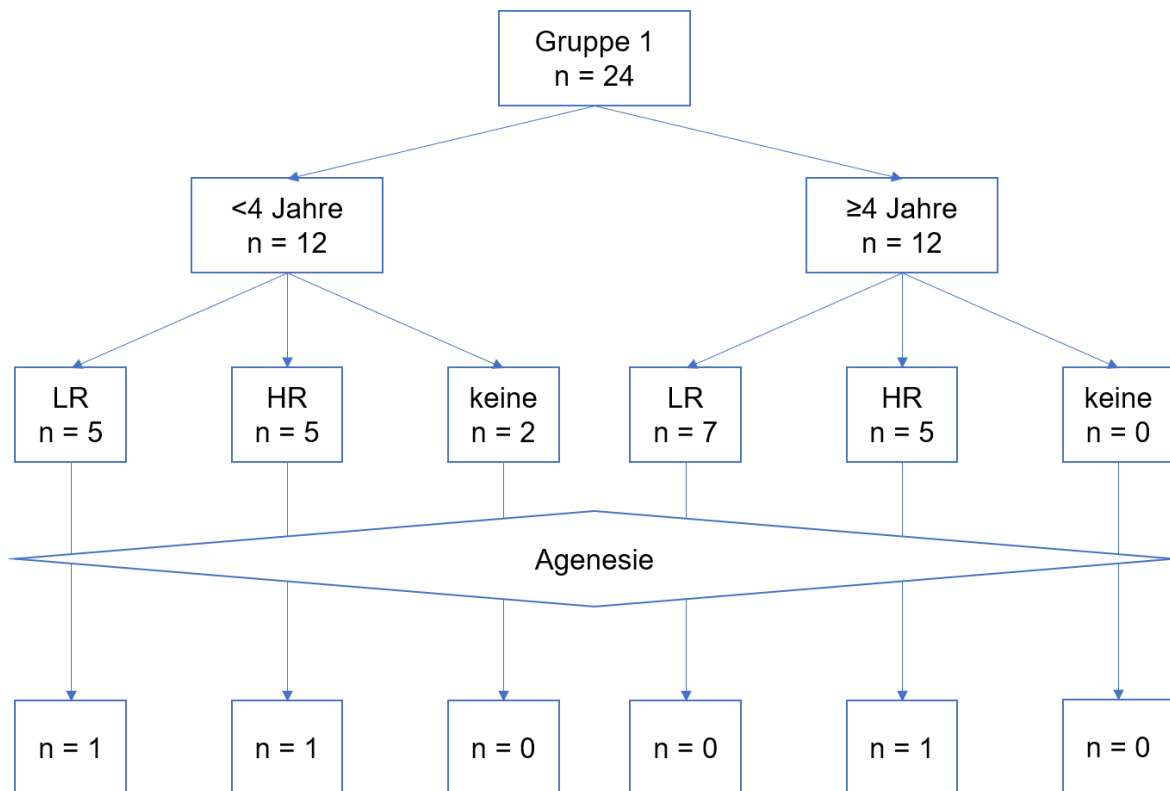 Gruppe 1
n = 24
<4 Jahre
n = 12
≥4 Jahre
n = 12
LR
n = 5
HR
n = 5
keine
n = 2
LR
n = 7
HR
n = 5
keine
n = 0
Agenesie
n = 1
n = 1
n = 0
n = 0
n = 1
n = 0